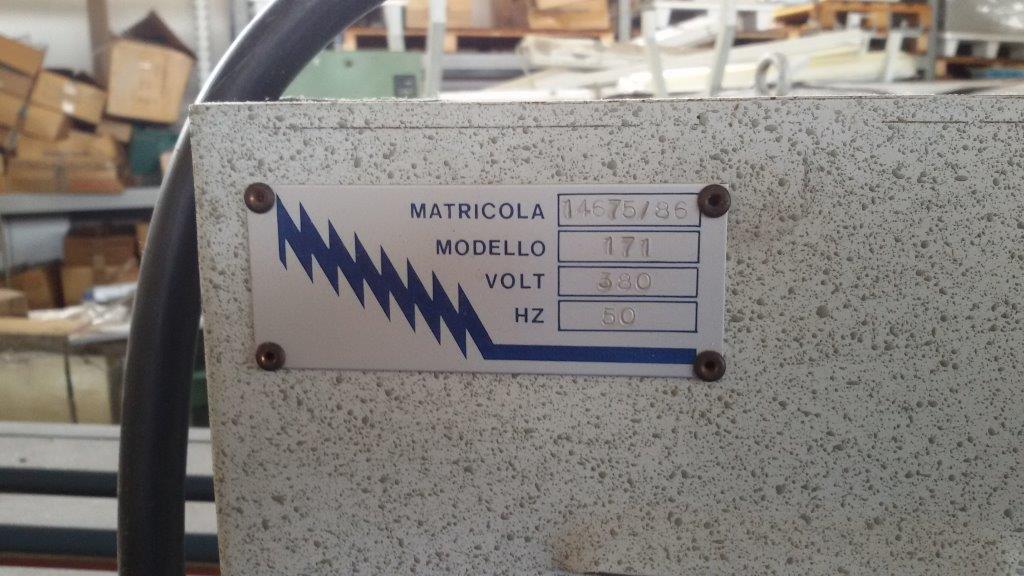 MATRICOLA 14675/86
MODELLO 171
VOLT 380
HZ 50